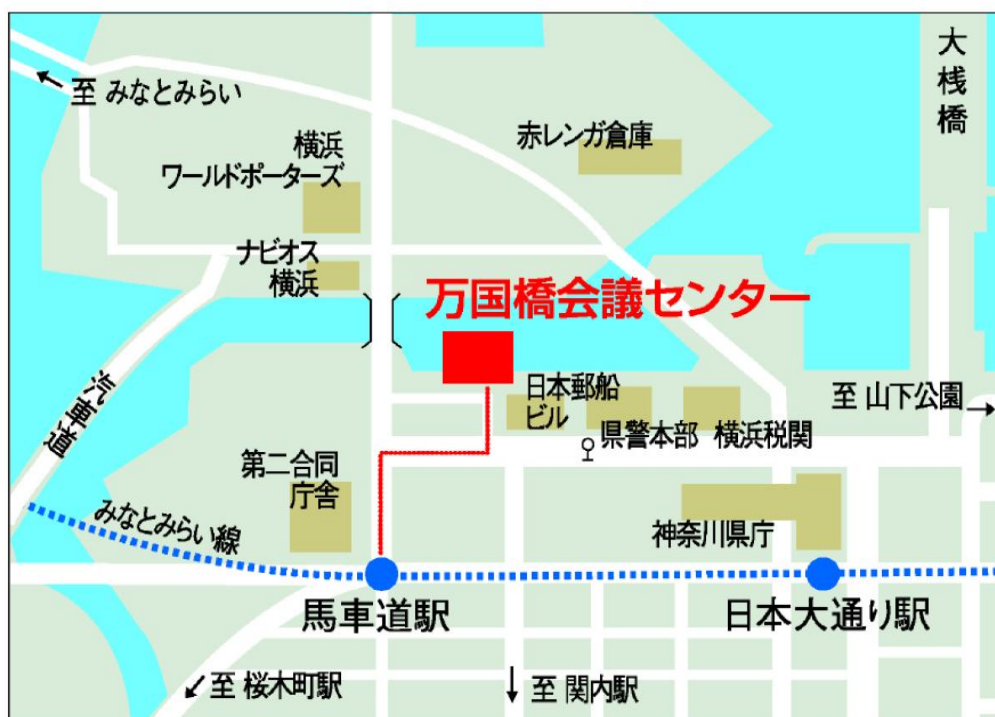 大桟橋
至 みなとみらい
赤レンガ倉庫
横浜
ワールドポーターズ
ナビオス
横浜
万国橋会議センター
汽車道
日本郵船
ビル
至 山下公園
県警本部
横浜税関
第二合同
庁舎
みなとみらい線
神奈川県庁
馬車道駅
日本大通り駅
至 桜木町駅
至 関内駅